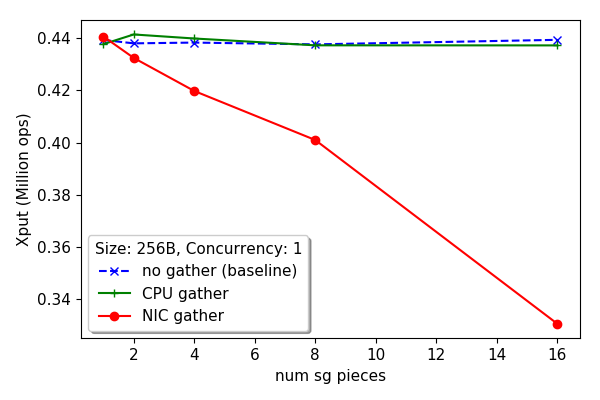 0.44
0.42
0.40
0.38
0.36
0.34
Xput (Million ops)
Size: 256B, Concurrency: 1
no gather (baseline)
CPU gather
NIC gather
2 4 6 8 10 12 14 16
num sg pieces